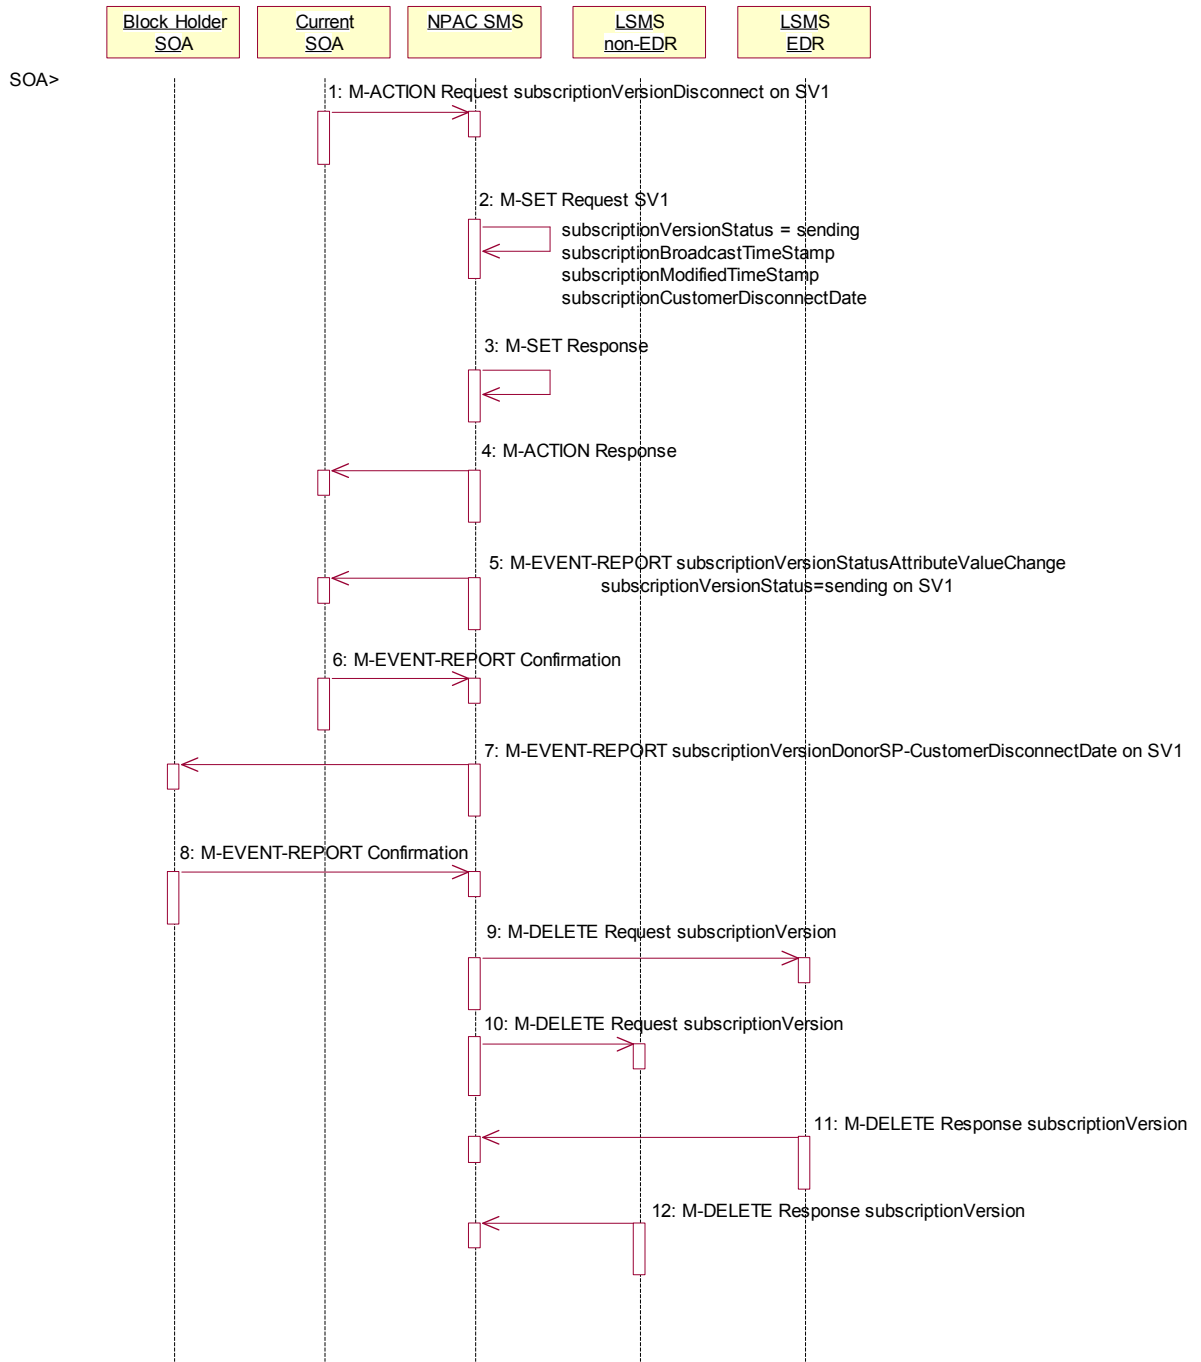 Block Holder
SOA
Current
SOA
NPAC SMS
LSMS
non-EDR
LSMS
EDR
SOA>
1: M-ACTION Request subscriptionVersionDisconnect on SV1
2: M-SET Request SV1
subscriptionVersionStatus = sending
subscriptionBroadcastTimeStamp
subscriptionModifiedTimeStamp
subscriptionCustomerDisconnectDate
3: M-SET Response
4: M-ACTION Response
5: M-EVENT-REPORT subscriptionVersionStatusAttributeValueChange
subscriptionVersionStatus=sending on SV1
6: M-EVENT-REPORT Confirmation
7: M-EVENT-REPORT subscriptionVersionDonorSP-CustomerDisconnectDate on SV1
8: M-EVENT-REPORT Confirmation
9: M-DELETE Request subscriptionVersion
10: M-DELETE Request subscriptionVersion
11: M-DELETE Response subscriptionVersion
12: M-DELETE Response subscriptionVersion